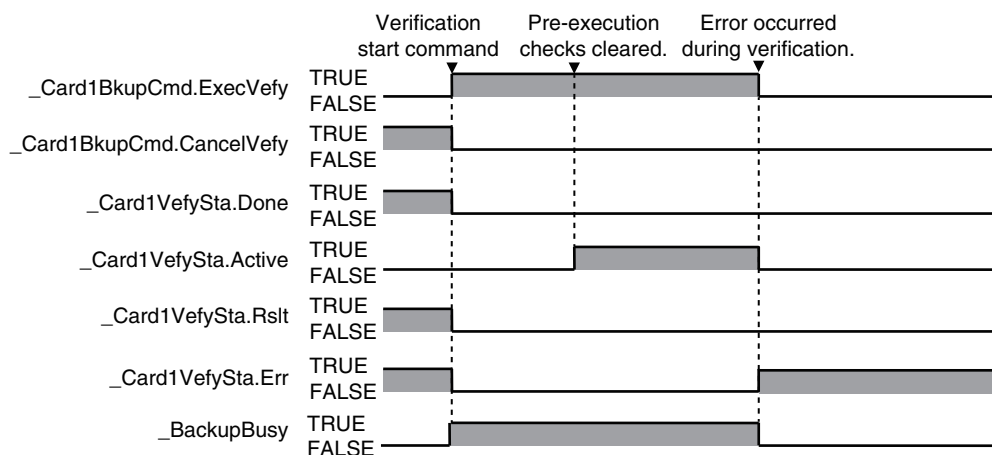 Verification
start command
Pre-execution
checks cleared.
Error occurred
during verification.
_Card1BkupCmd.ExecVefy
TRUE
FALSE
_Card1BkupCmd.CancelVefy
TRUE
FALSE
_Card1VefySta.Done
TRUE
FALSE
_Card1VefySta.Active
TRUE
FALSE
_Card1VefySta.Rslt
TRUE
FALSE
_Card1VefySta.Err
TRUE
FALSE
_BackupBusy
TRUE
FALSE